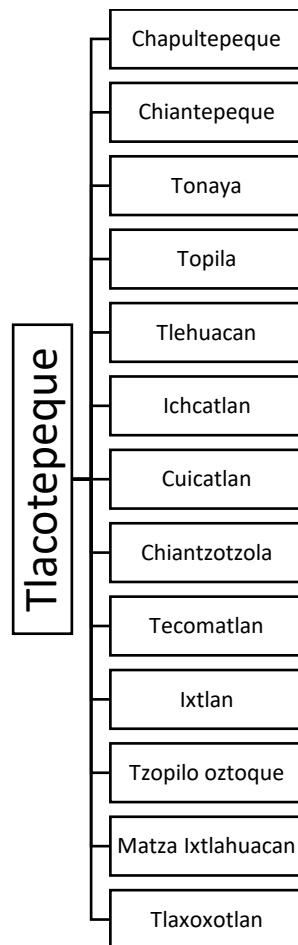 Tlacotepeque
Chapultepeque
Chiantepeque
Tonaya
Topila
Tlehuacan
Ichcatlan
Cuicatlan
Chiantzotzola
Tecomatlan
Ixtlan
Tzopilo oztoque
Matza Ixtlahuacan
Tlaxoxotlan